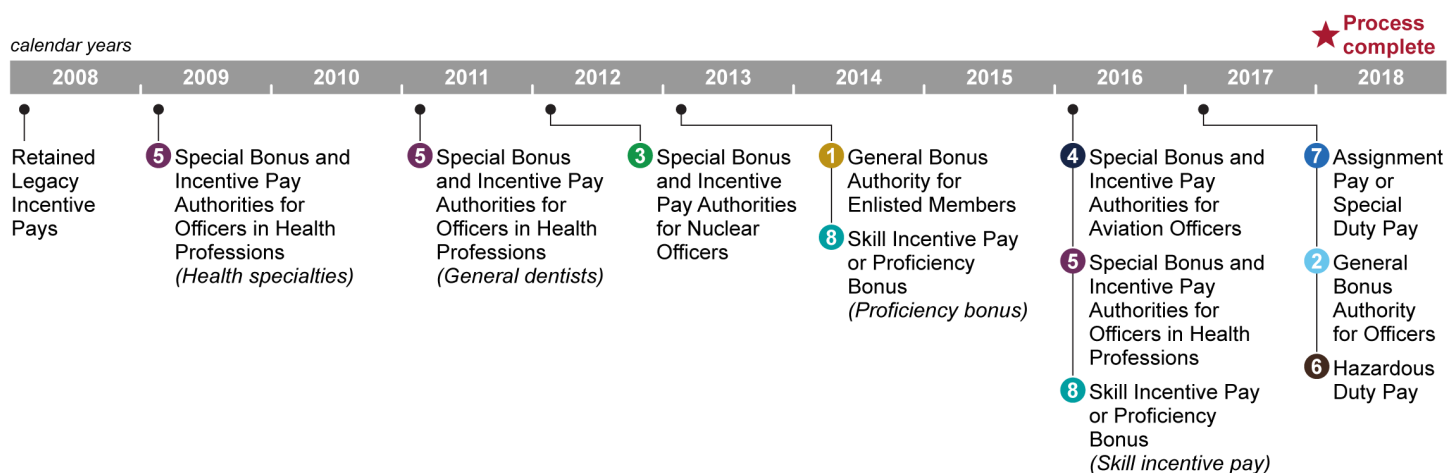 Process
complete
calendar years
2008 2009 2010 2011 2012 2013 2014 2015 2016 2017 2018
Retained
Legacy
Incentive
Pays
5 Special Bonus and
Incentive Pay
Authorities for
Officers in Health
Professions
(Health specialties)
5 Special Bonus
and Incentive Pay
Authorities for
Officers in Health
Professions
(General dentists)
3 Special Bonus
and Incentive
Pay Authorities
for Nuclear
Officers
1 General Bonus
Authority for
Enlisted Members
8 Skill Incentive Pay
or Proficiency
Bonus
(Proficiency bonus)
4 Special Bonus and
Incentive Pay
Authorities for
Aviation Officers
5 Special Bonus and
Incentive Pay
Authorities for
Officers in Health
Professions
8 Skill Incentive Pay
or Proficiency
Bonus
(Skill incentive pay)
7 Assignment
Pay or
Special
Duty Pay
2 General
Bonus
Authority
for Officers
6 Hazardous
Duty Pay